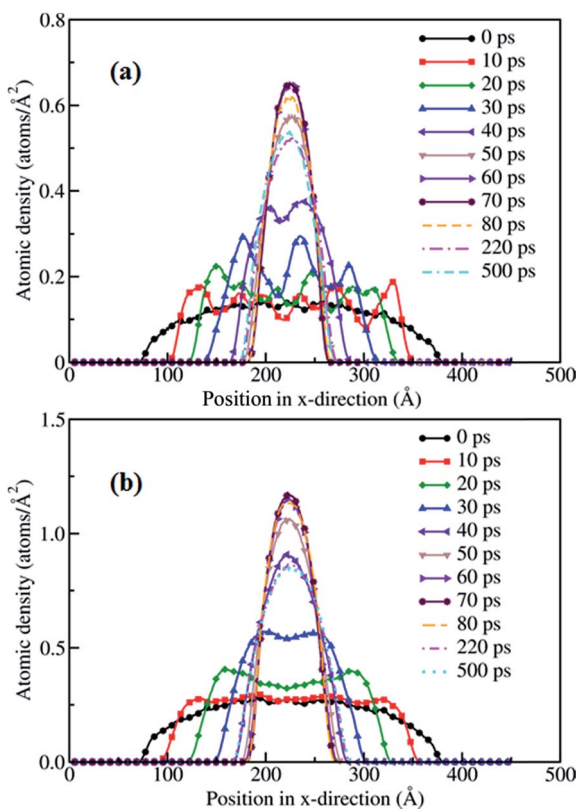 (a)
0 ps
10 ps
20 ps
30 ps
40 ps
50 ps
60 ps
70 ps
80 ps
220 ps
500 ps
0.8
0.6
0.4
0.2
0
Atomic density (atoms/Å²)
0 100 200 300 400 500
Position in x-direction (Å)
(b)
0 ps
10 ps
20 ps
30 ps
40 ps
50 ps
60 ps
70 ps
80 ps
220 ps
500 ps
1.5
1.0
0.5
0.0
Atomic density (atoms/Å²)
0 100 200 300 400 500
Position in x-direction (Å)